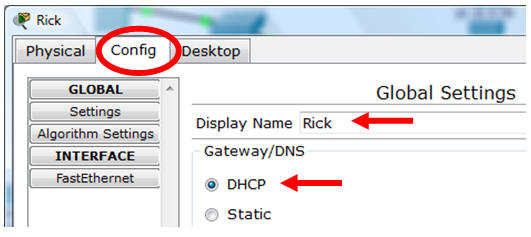 Rick
Physical Config Desktop
GLOBAL
Settings
Algorithm Settings
INTERFACE
FastEthernet
Global Settings
Display Name Rick
Gateway/DNS
DHCP
Static